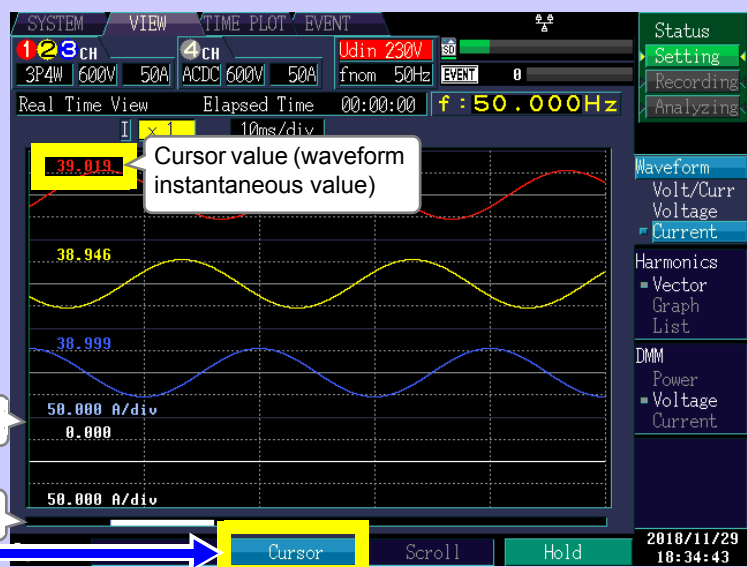 SYSTEM VIEW TIME PLOT EVENT
1 2 3 CH 4 CH Udin 230V SD
3P4W 600V 50A ACDC 600V 50A fnom 50Hz EVENT 0
Real Time View Elapsed Time 00:00:00 f:50.000Hz
I × 1 10ms/div
39.019
Cursor value (waveform
instantaneous value)
38.946
38.999
50.000 A/div
0.000
50.000 A/div
Cursor Scroll Hold
Status
Setting
Recording
Analyzing
Waveform
Volt/Curr
Voltage
Current
Harmonics
Vector
Graph
List
DMM
Power
Voltage
Current
2018/11/29
18:34:43